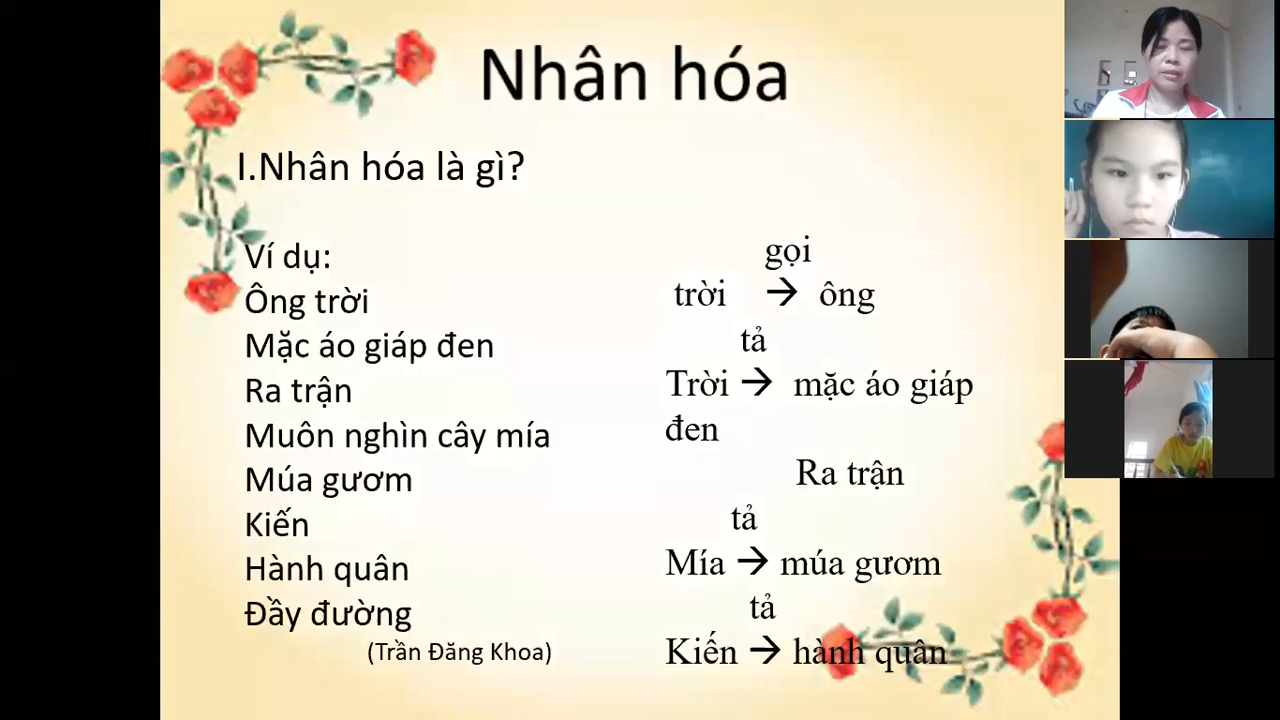 Nhân hóa
I.Nhân hóa là gì?
Ví dụ:
Ông trời
Mặc áo giáp đen
Ra trận
Muôn nghìn cây mía
Múa gươm
Kiến
Hành quân
Đầy đường
(Trần Đăng Khoa)
gọi
trời → ông
tả
Trời → mặc áo giáp
đen
Ra trận
tả
Mía → múa gươm
tả
Kiến → hành quân